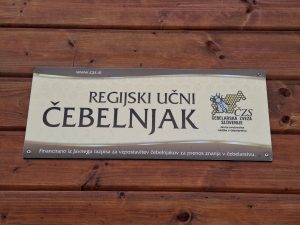 www.czs.si
REGIJSKI UČNI
ČEBELNJAK
ČZS
ČEBELARSKA ZVEZA
SLOVENIJE
Financirano iz Javnega razpisa za vzpostavitev čebelnjakov za prenos znanja v čebelarstvu.